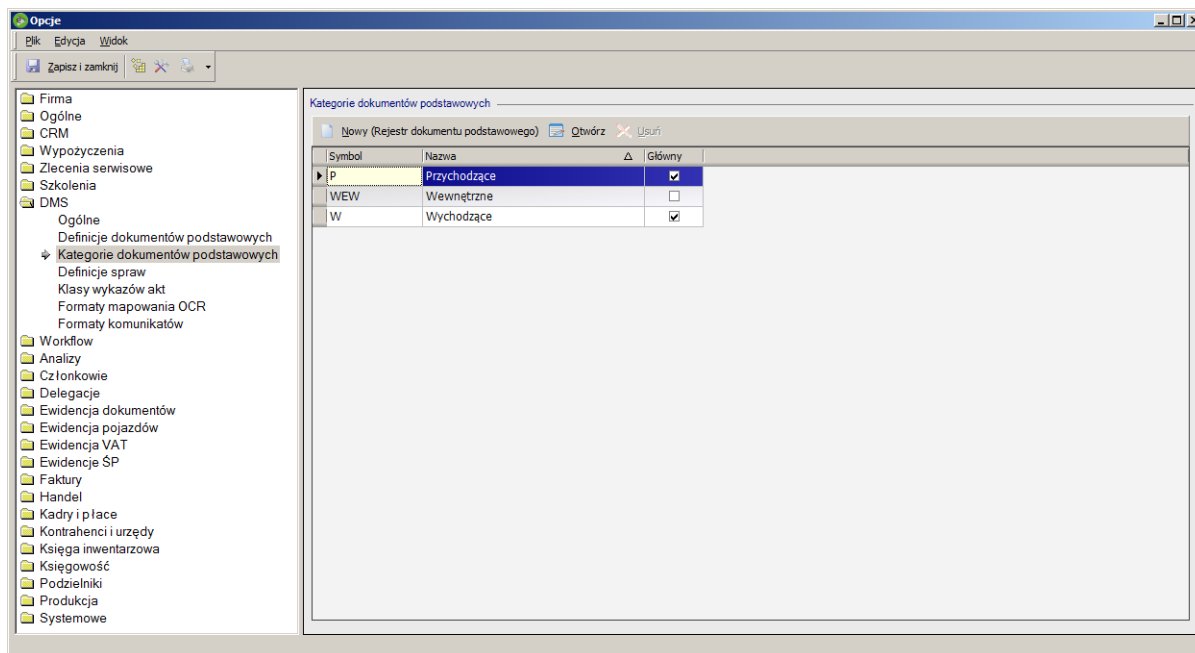 Opcje
Plik Edycja Widok
Zapisz i zamknij
Firma
Ogólne
CRM
Wypożyczenia
Zlecenia serwisowe
Szkolenia
DMS
Ogólne
Definicje dokumentów podstawowych
Kategorie dokumentów podstawowych
Definicje spraw
Klasy wykazów akt
Formaty mapowania OCR
Formaty komunikatów
Workflow
Analizy
Członkowie
Delegacje
Ewidencja dokumentów
Ewidencja pojazdów
Ewidencja VAT
Ewidencje ŚP
Faktury
Handel
Kadry i płace
Kontrahenci i urzędy
Księga inwentarzowa
Księgowość
Podzielniki
Produkcja
Systemowe
Kategorie dokumentów podstawowych
Nowy (Rejestr dokumentu podstawowego) Otwórz Usuń
Symbol Nazwa Główny
P Przychodzące
WEW Wewnętrzne
W Wychodzące